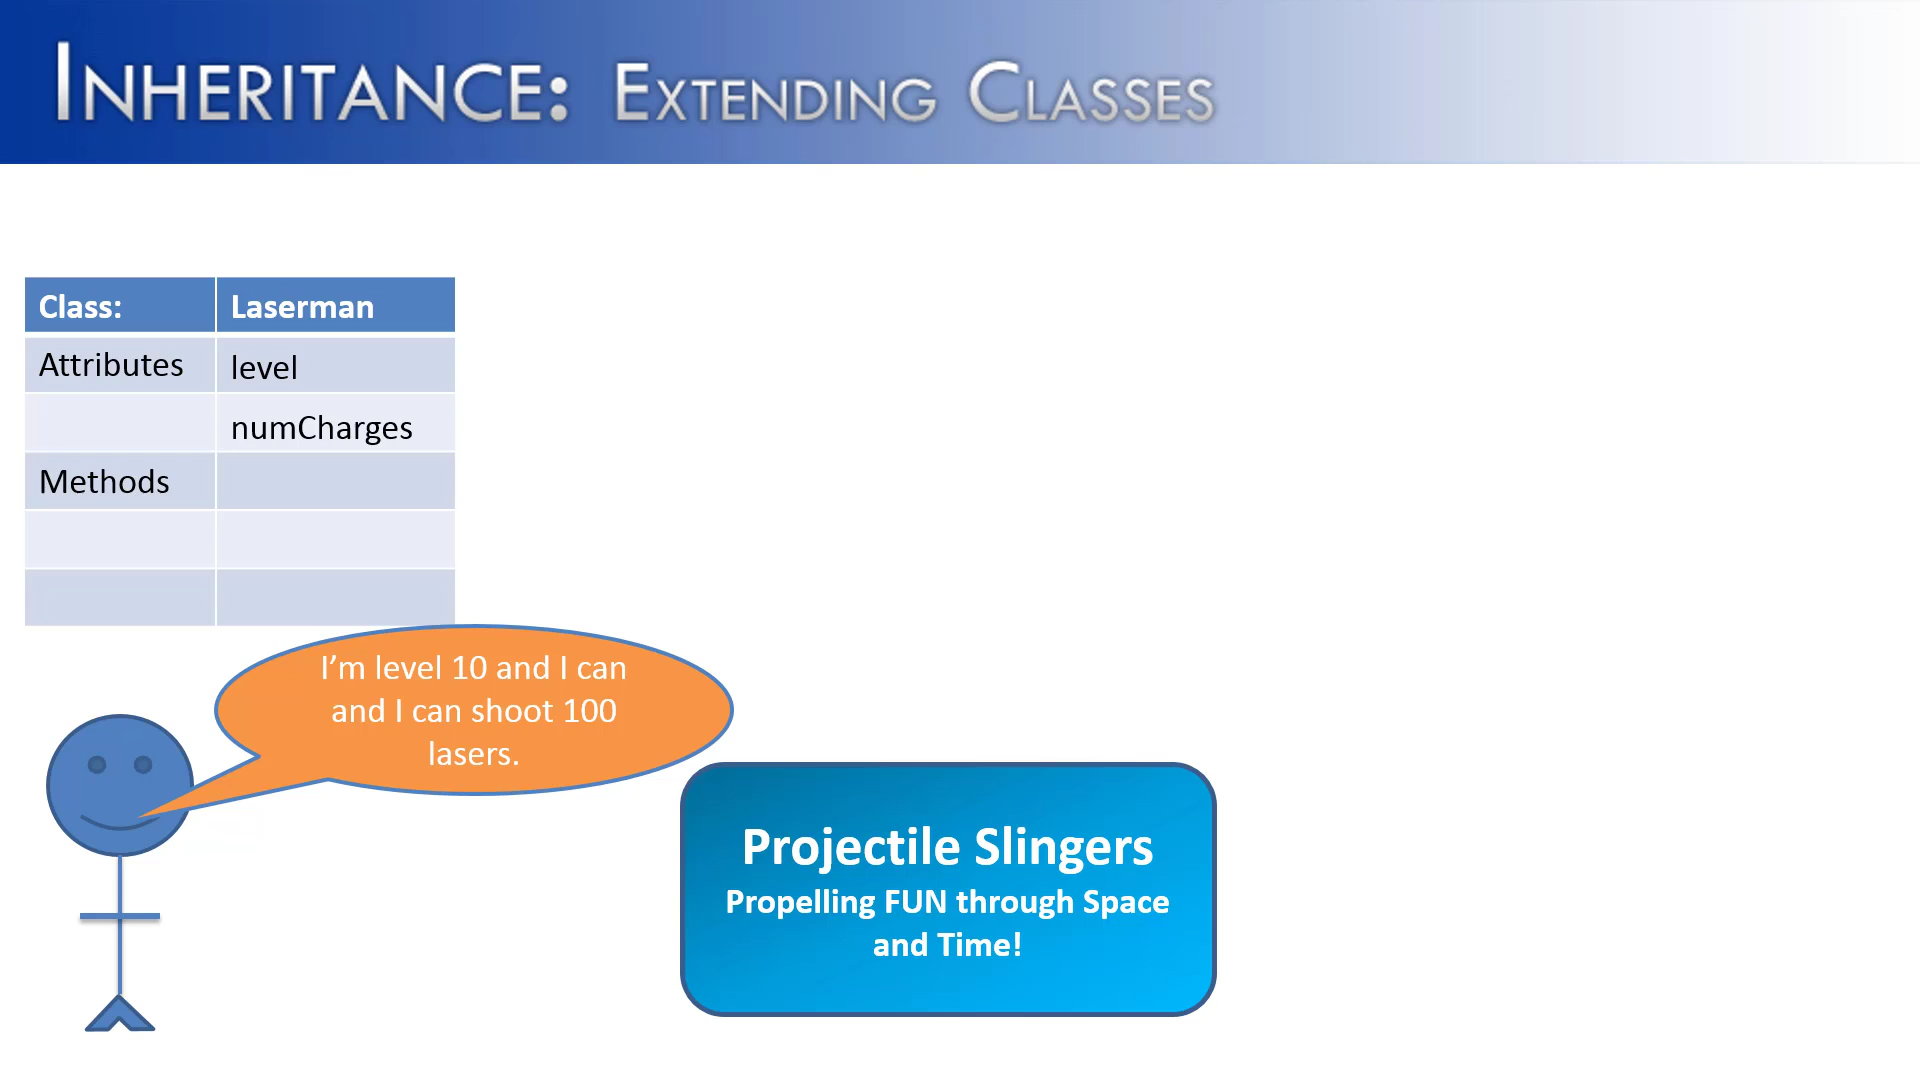 Inheritance: Extending Classes
Class: Laserman
Attributes level
numCharges
Methods
I’m level 10 and I can
and I can shoot 100
lasers.
Projectile Slingers
Propelling FUN through Space
and Time!